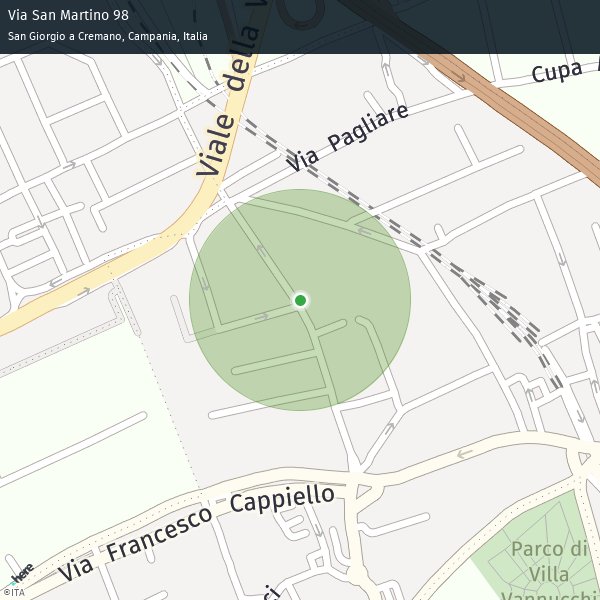 Via San Martino 98
San Giorgio a Cremano, Campania, Italia
Viale della
Via Pagliare
Cupa
Via Francesco Cappiello
Parco di
Villa
Vannucchi
here
©ITA